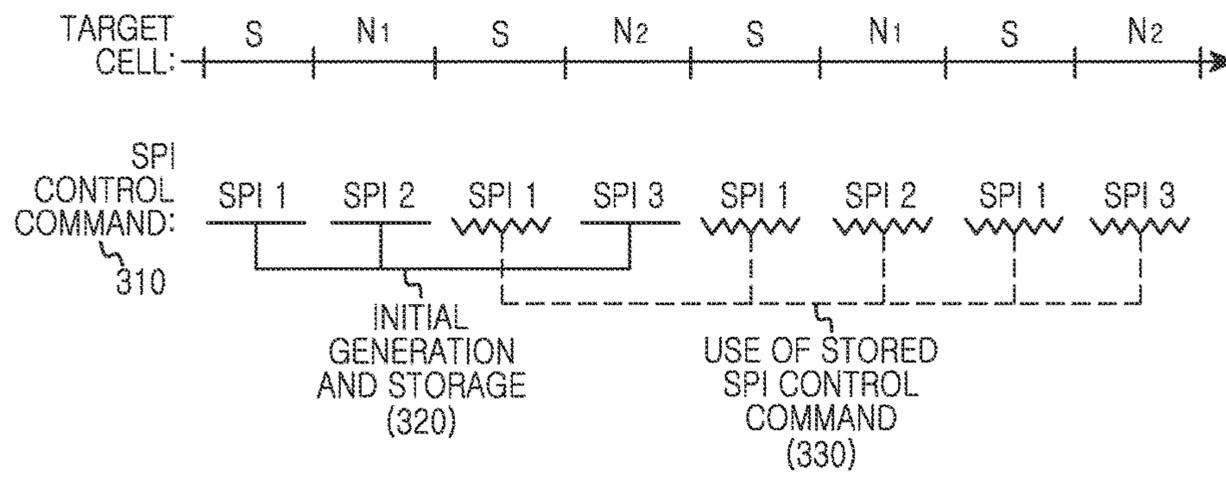 TARGET CELL:
S N1 S N2 S N1 S N2
SPI CONTROL COMMAND:
310
SPI 1 SPI 2 SPI 1 SPI 3 SPI 1 SPI 2 SPI 1 SPI 3
INITIAL
GENERATION
AND STORAGE
(320)
USE OF STORED
SPI CONTROL
COMMAND
(330)